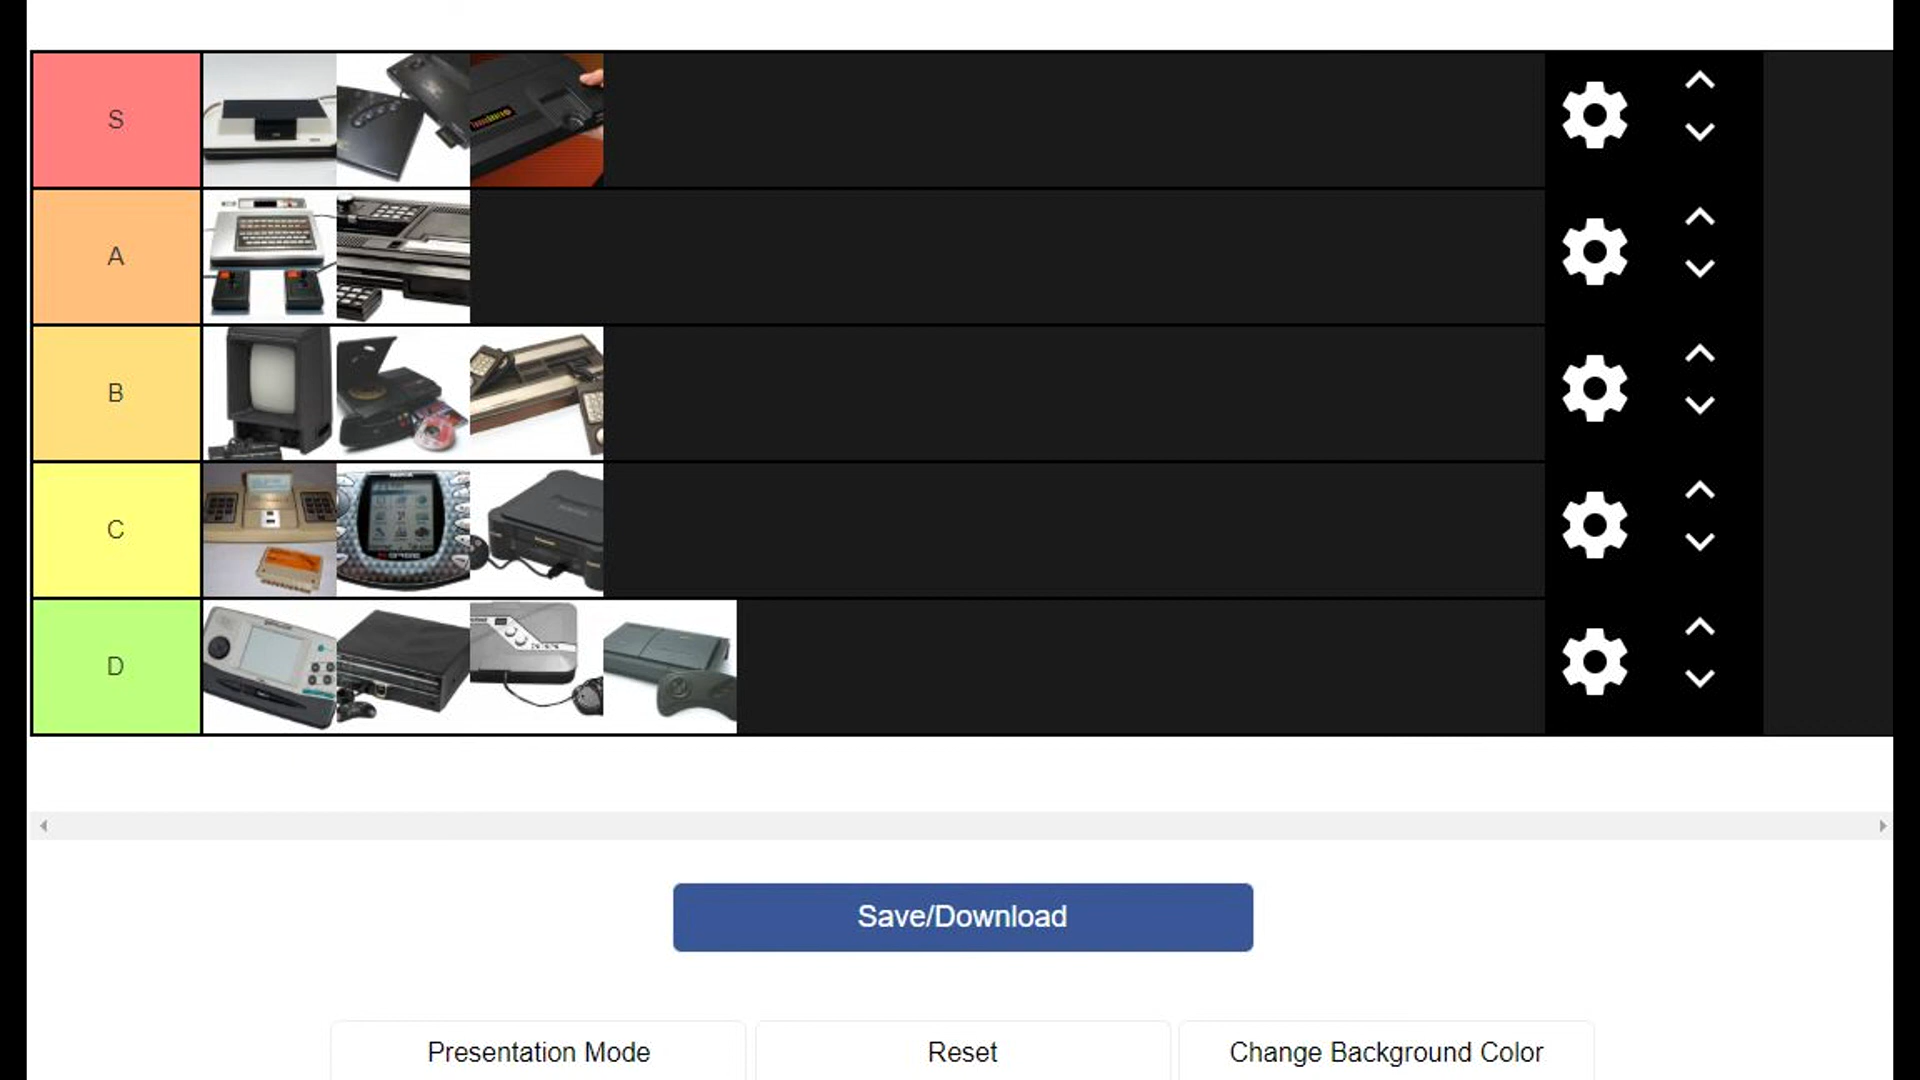 S
A
B
C
D
Save/Download
Presentation Mode
Reset
Change Background Color